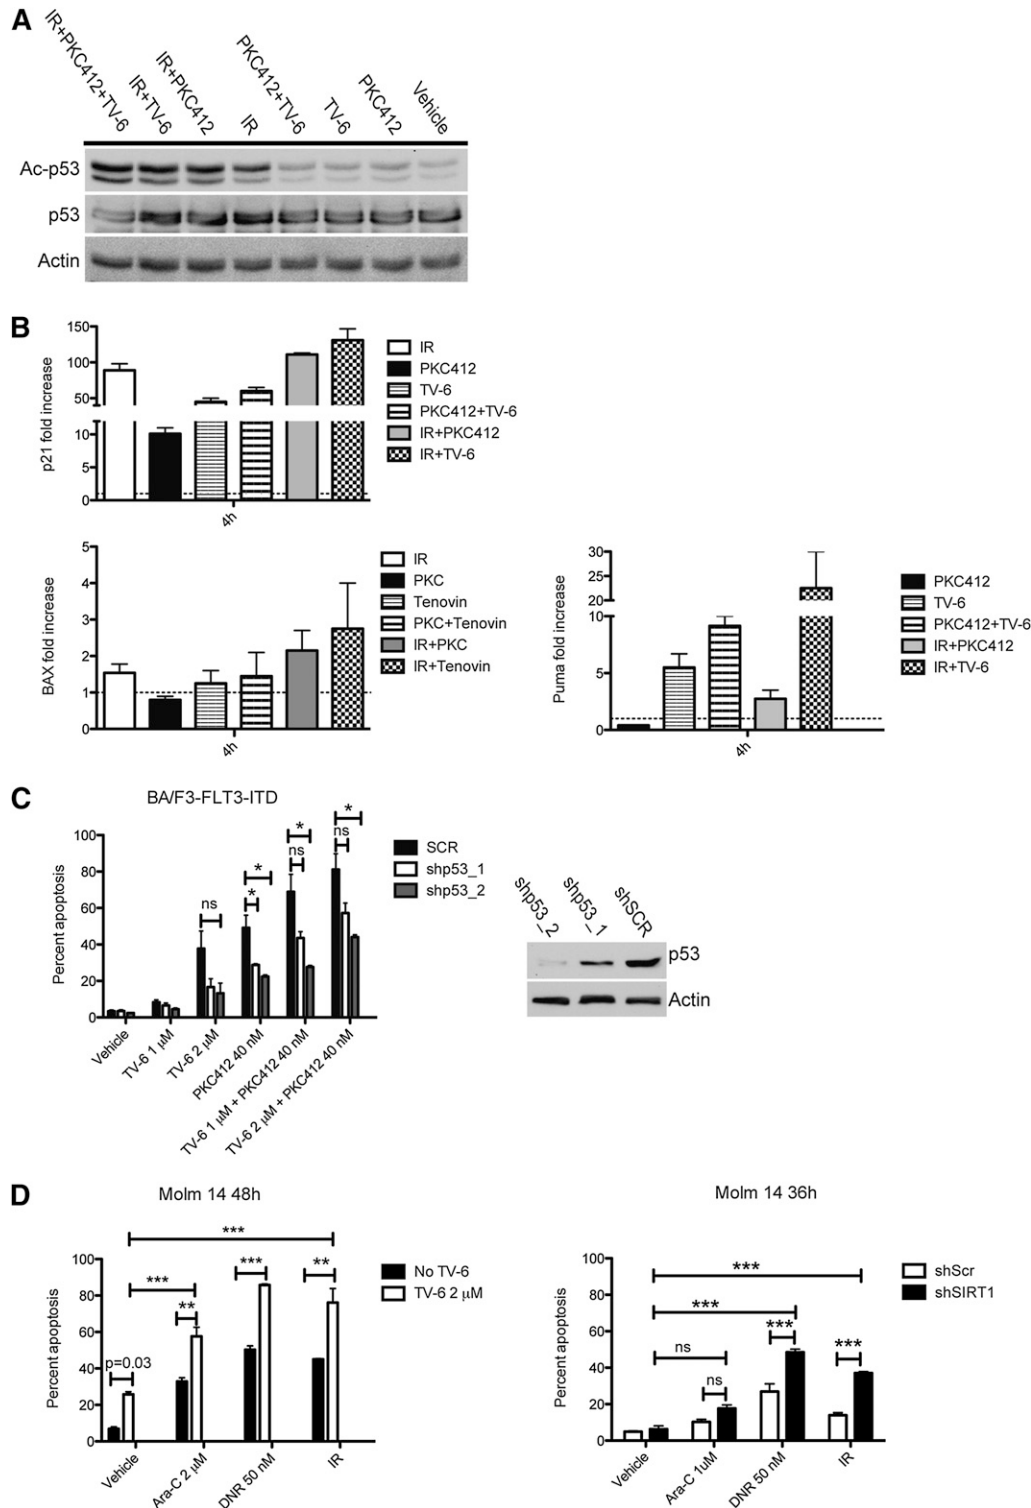 A
IR+PKC412+TV-6
IR+TV-6
IR+PKC412
IR
PKC412+TV-6
TV-6
PKC412
Vehicle
Ac-p53
p53
Actin
B
p21 fold increase
150
100
50
10
5
0
4h
IR
PKC412
TV-6
PKC412+TV-6
IR+PKC412
IR+TV-6
BAX fold increase
5
4
3
2
1
0
4h
IR
PKC
Tenovin
PKC+Tenovin
IR+PKC
IR+Tenovin
Puma fold increase
30
25
20
10
5
0
4h
PKC412
TV-6
PKC412+TV-6
IR+PKC412
IR+TV-6
C
BA/F3-FLT3-ITD
Percent apoptosis
100
80
60
40
20
0
ns
*
*
ns
*
ns
*
Vehicle
TV-6 1 μM
TV-6 2 μM
PKC412 40 nM
TV-6 1 μM + PKC412 40 nM
TV-6 2 μM + PKC412 40 nM
SCR
shp53_1
shp53_2
shp53_2
shp53_1
shSCR
p53
Actin
D
Molm 14 48h
Percent apoptosis
100
80
60
40
20
0
***
***
***
**
**
p=0.03
Vehicle
Ara-C 2 μM
DNR 50 nM
IR
No TV-6
TV-6 2 μM
Molm 14 36h
Percent apoptosis
100
80
60
40
20
0
***
***
***
***
ns
ns
Vehicle
Ara-C 1uM
DNR 50 nM
IR
shScr
shSIRT1